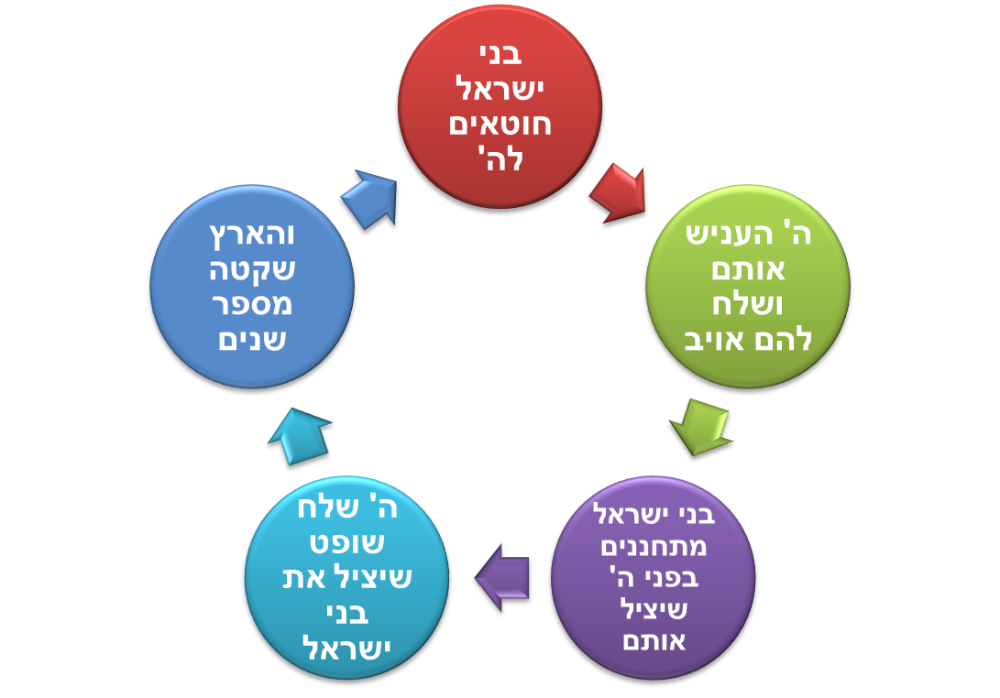 בני
ישראל
חוטאים
לה'
ה' העניש
אותם
ושלח
להם אויב
בני ישראל
מתחננים
בפני ה'
שיציל
אותם
ה' שלח
שופט
שיציל את
בני
ישראל
והארץ
שקטה
מספר
שנים